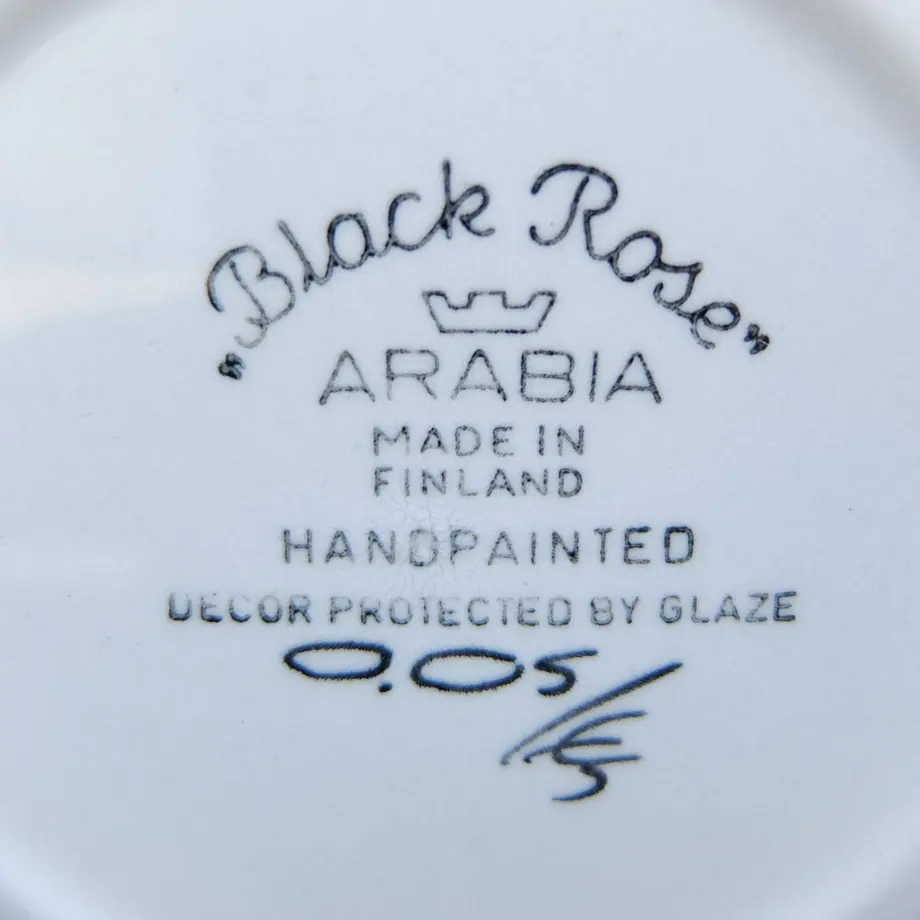 "Black Rose"
ARABIA
MADE IN
FINLAND
HANDPAINTED
DECOR PROTECTED BY GLAZE
0.05/